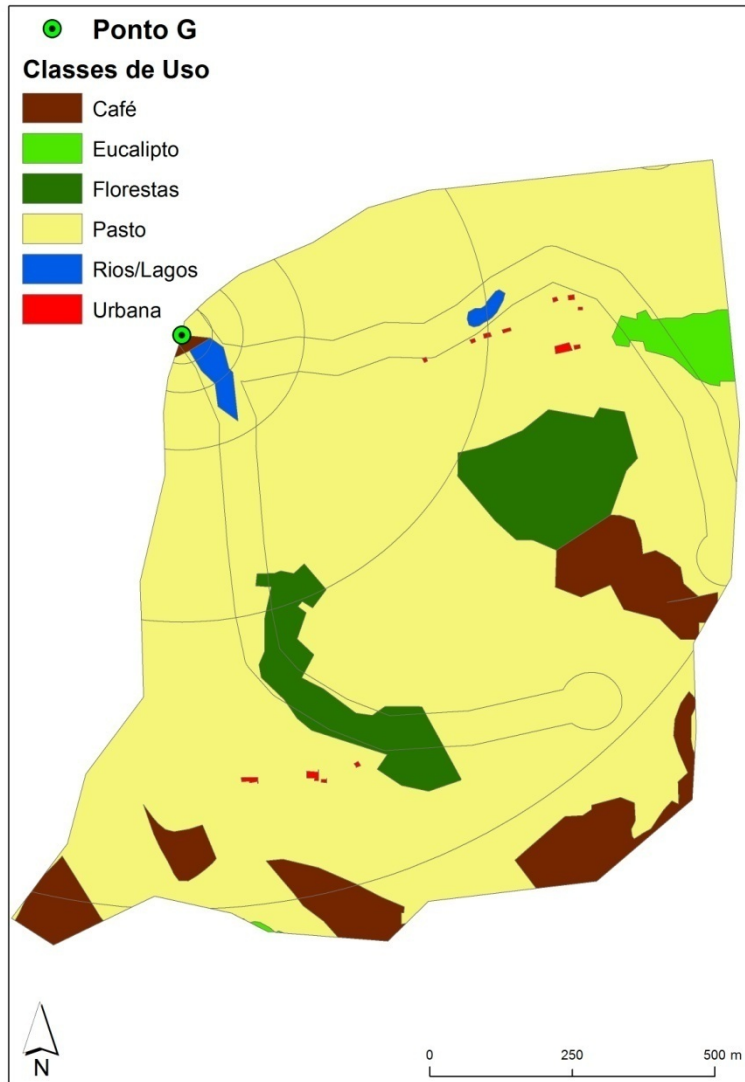 Ponto G
Classes de Uso
Café
Eucalipto
Florestas
Pasto
Rios/Lagos
Urbana
N
0 250 500 m